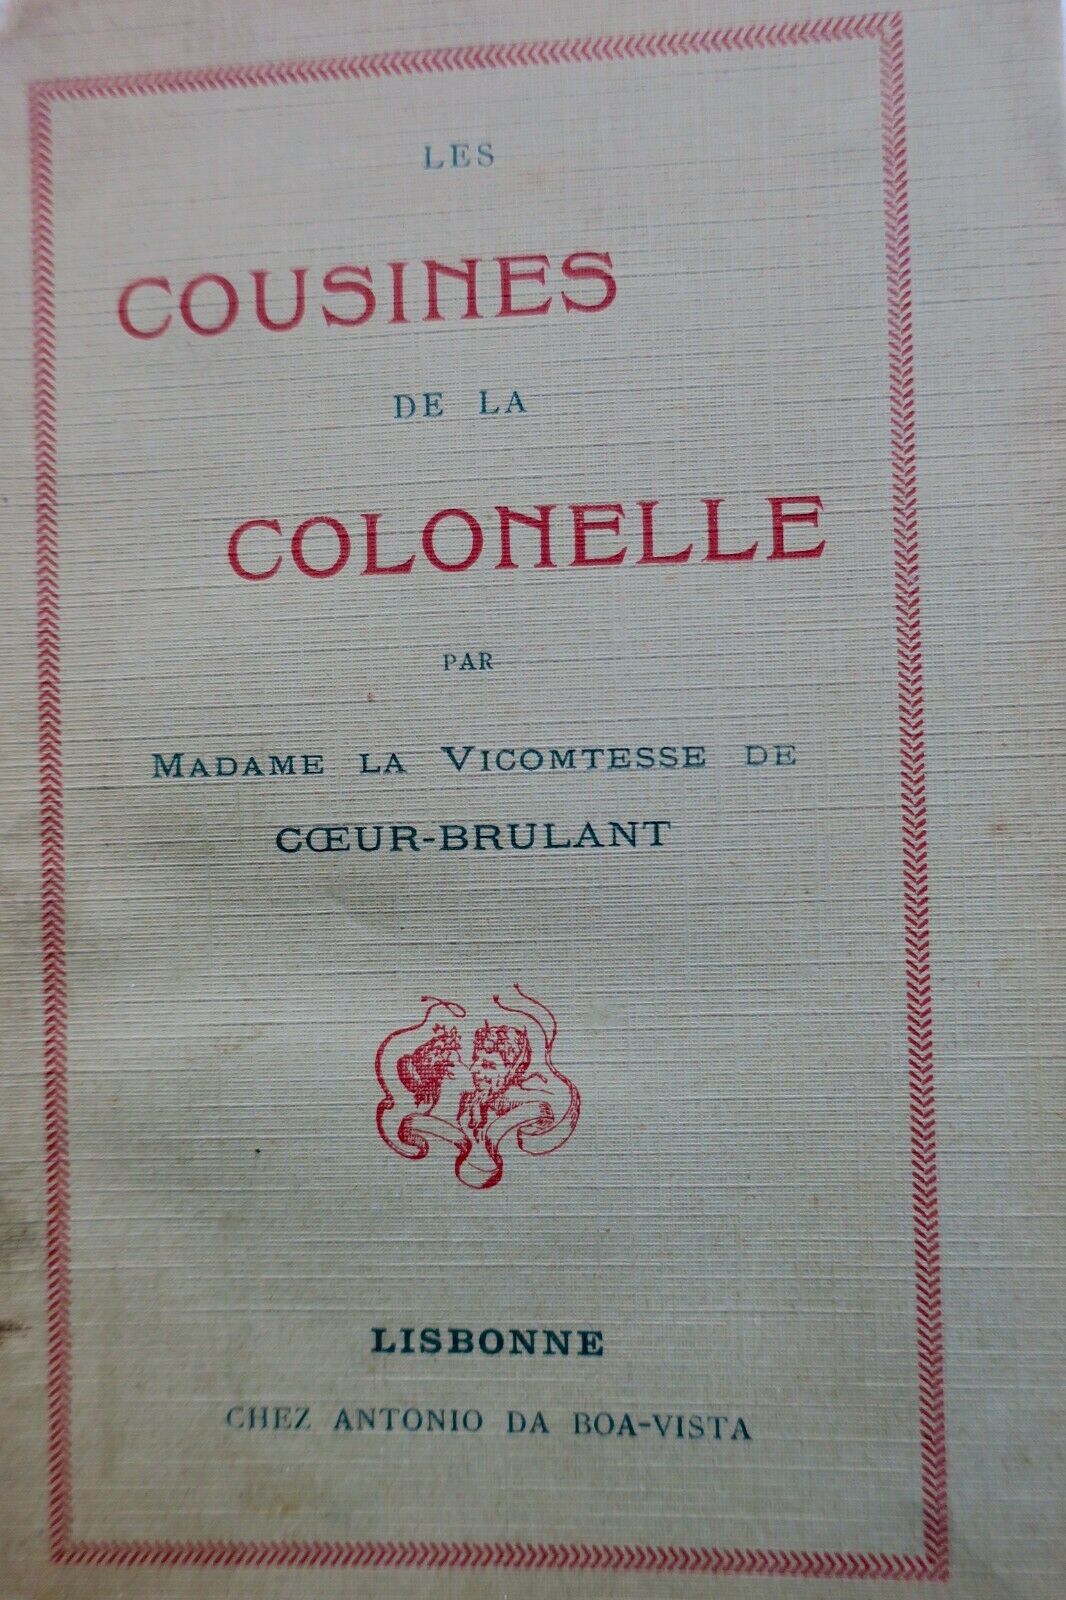 LES
COUSINES
DE LA
COLONELLE
PAR
MADAME LA VICOMTESSE DE
CŒUR-BRULANT
LISBONNE
CHEZ ANTONIO DA BOA-VISTA